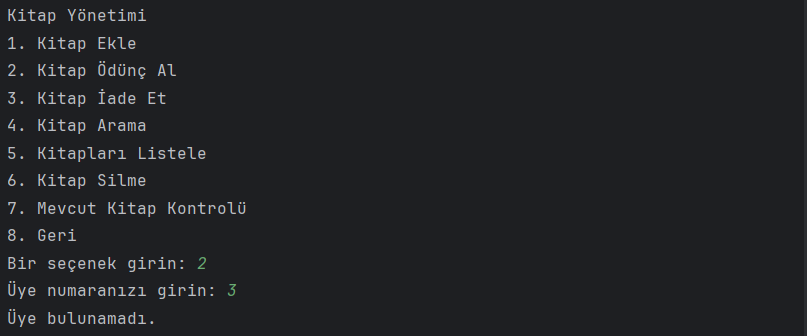 Kitap Yönetimi
1. Kitap Ekle
2. Kitap Ödünç Al
3. Kitap İade Et
4. Kitap Arama
5. Kitapları Listele
6. Kitap Silme
7. Mevcut Kitap Kontrolü
8. Geri
Bir seçenek girin: 2
Üye numaranızı girin: 3
Üye bulunamadı.